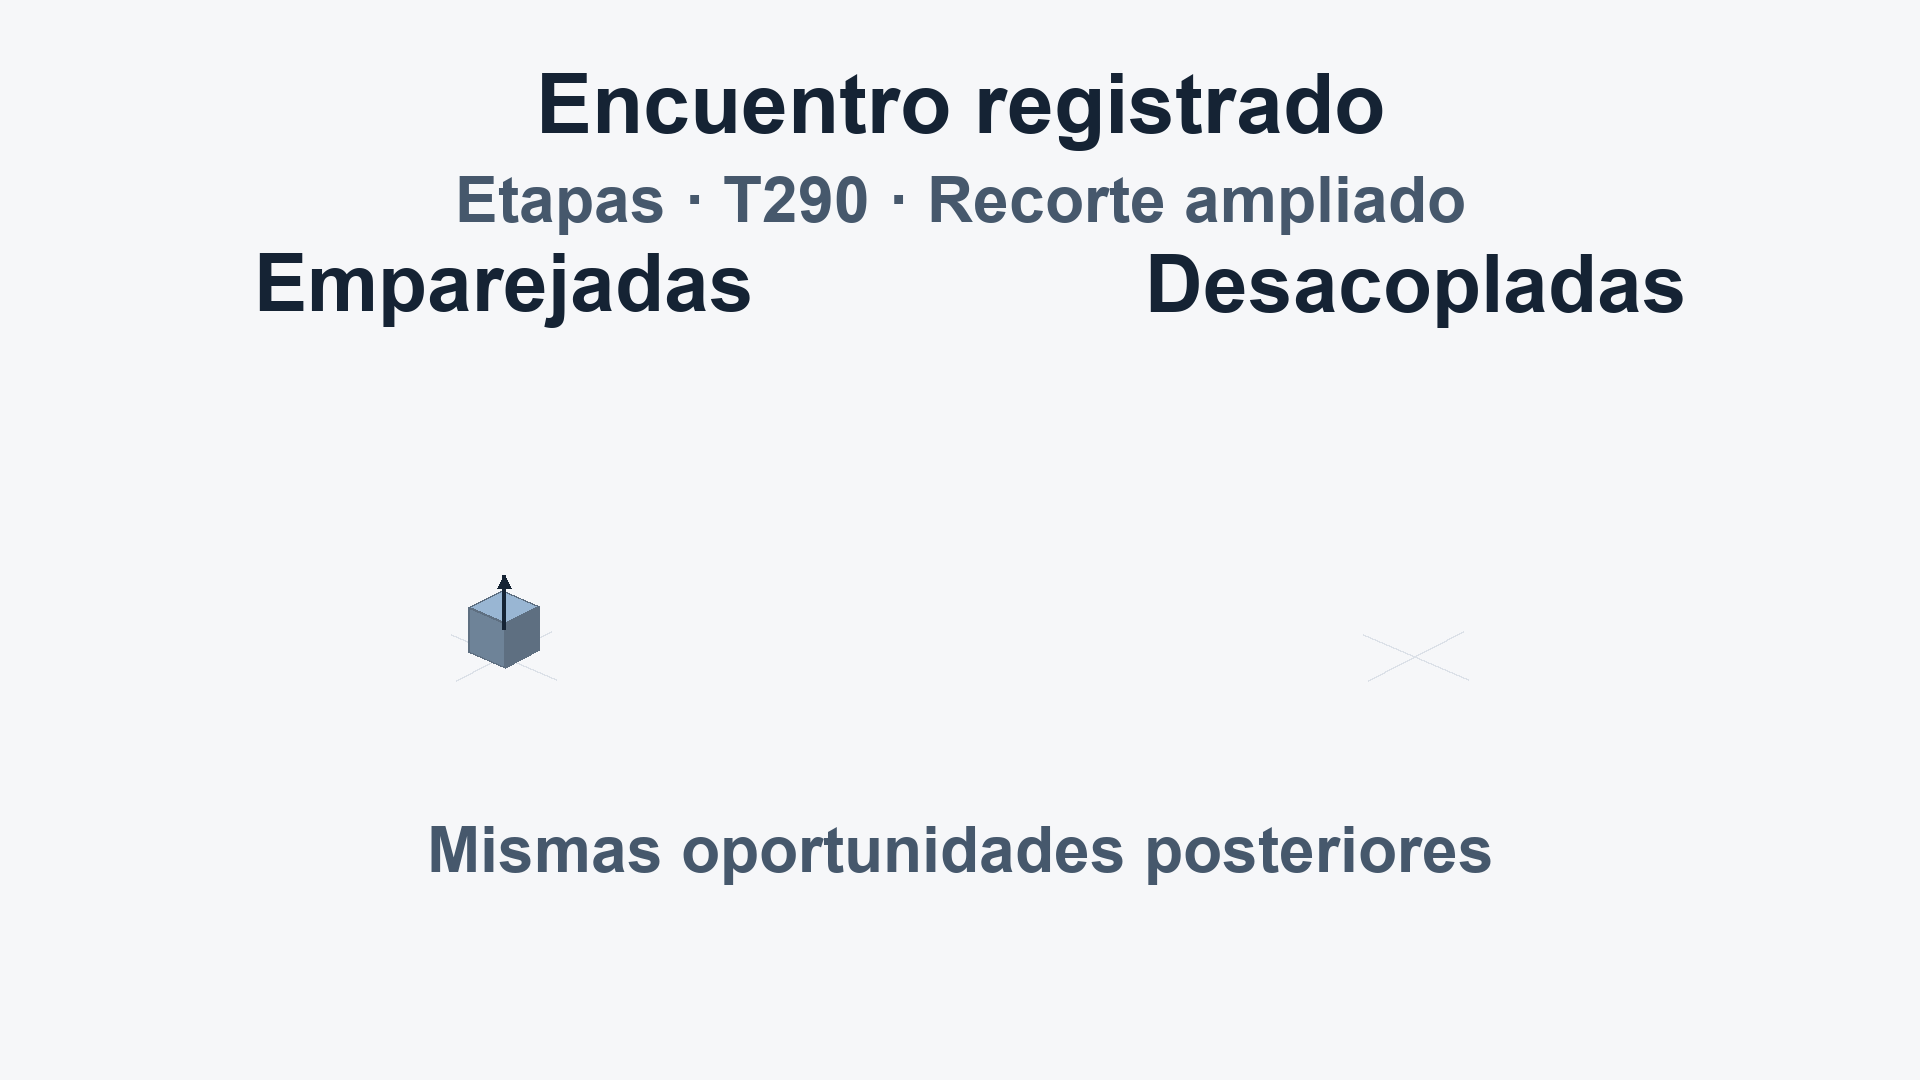 Encuentro registrado
Etapas · T290 · Recorte ampliado
Emparejadas
Desacopladas
Mismas oportunidades posteriores